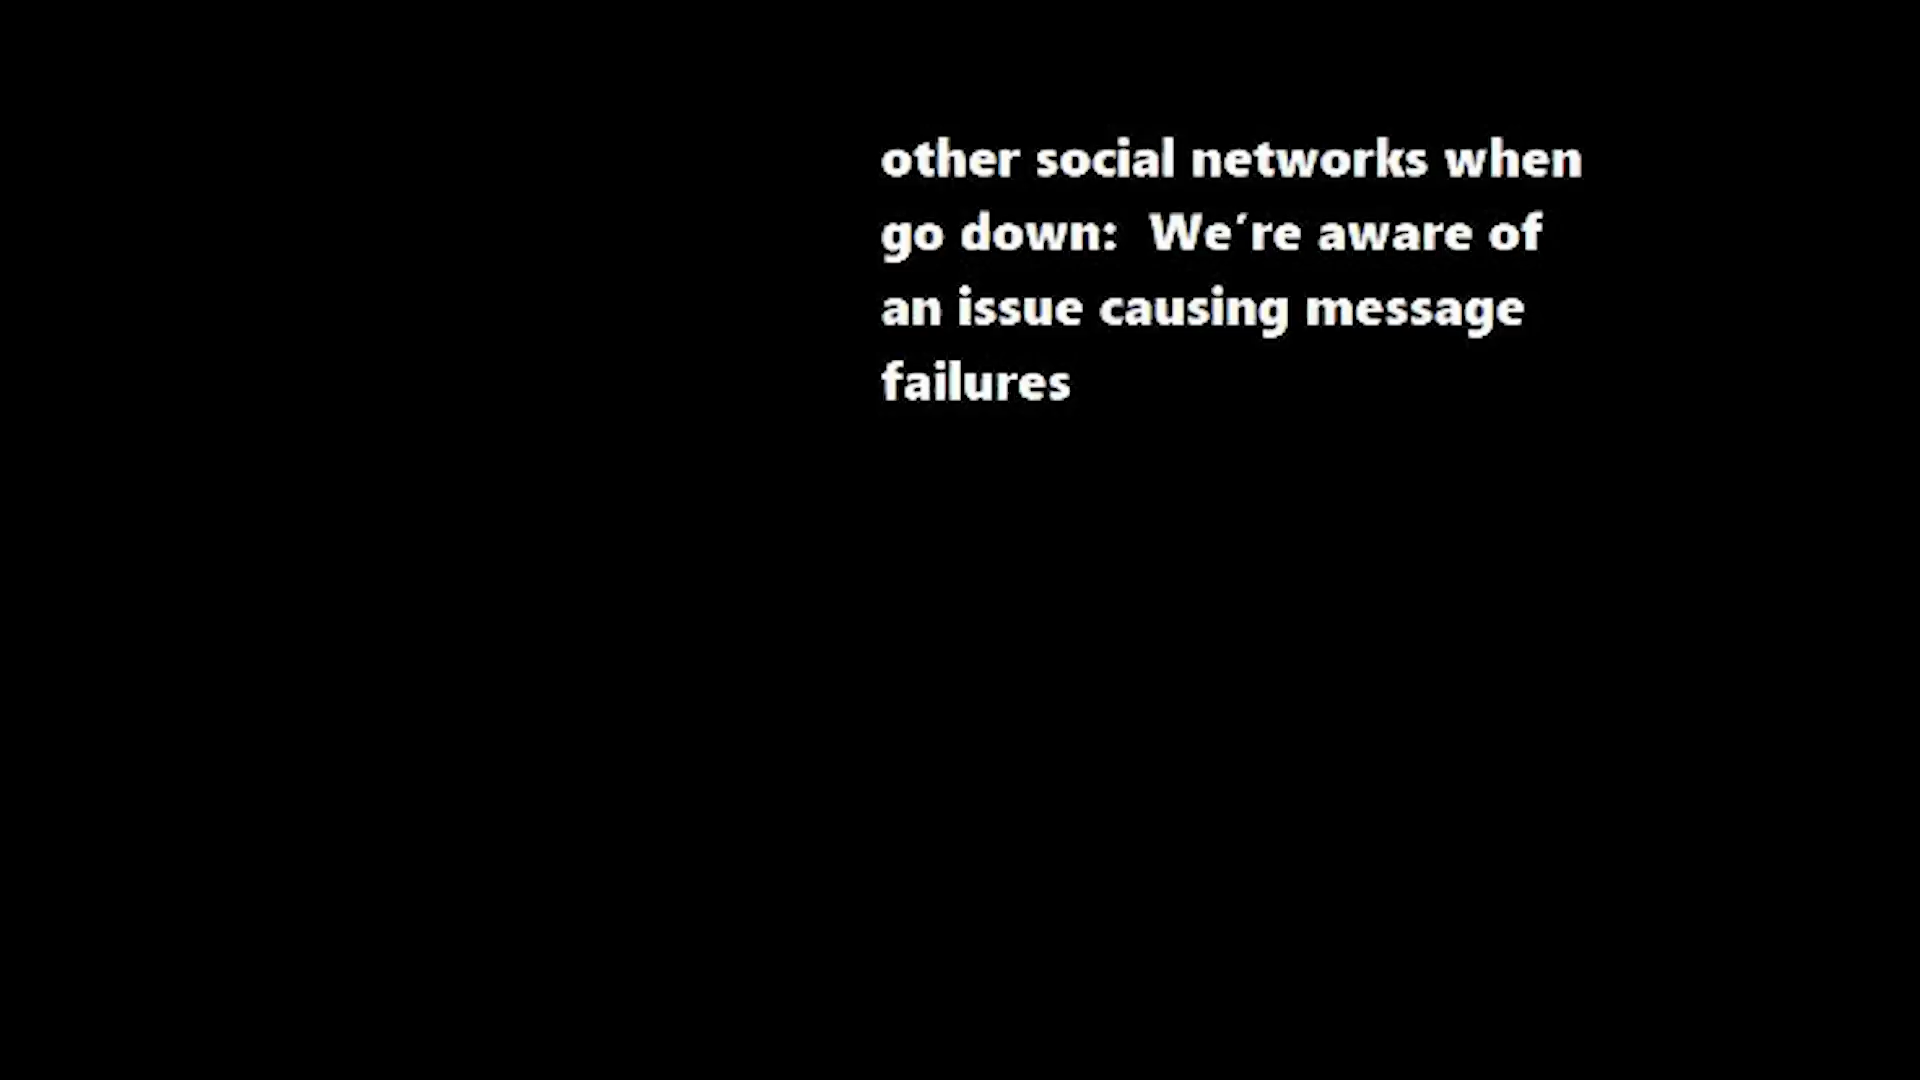 other social networks when
go down:  We´re aware of
an issue causing message
failures